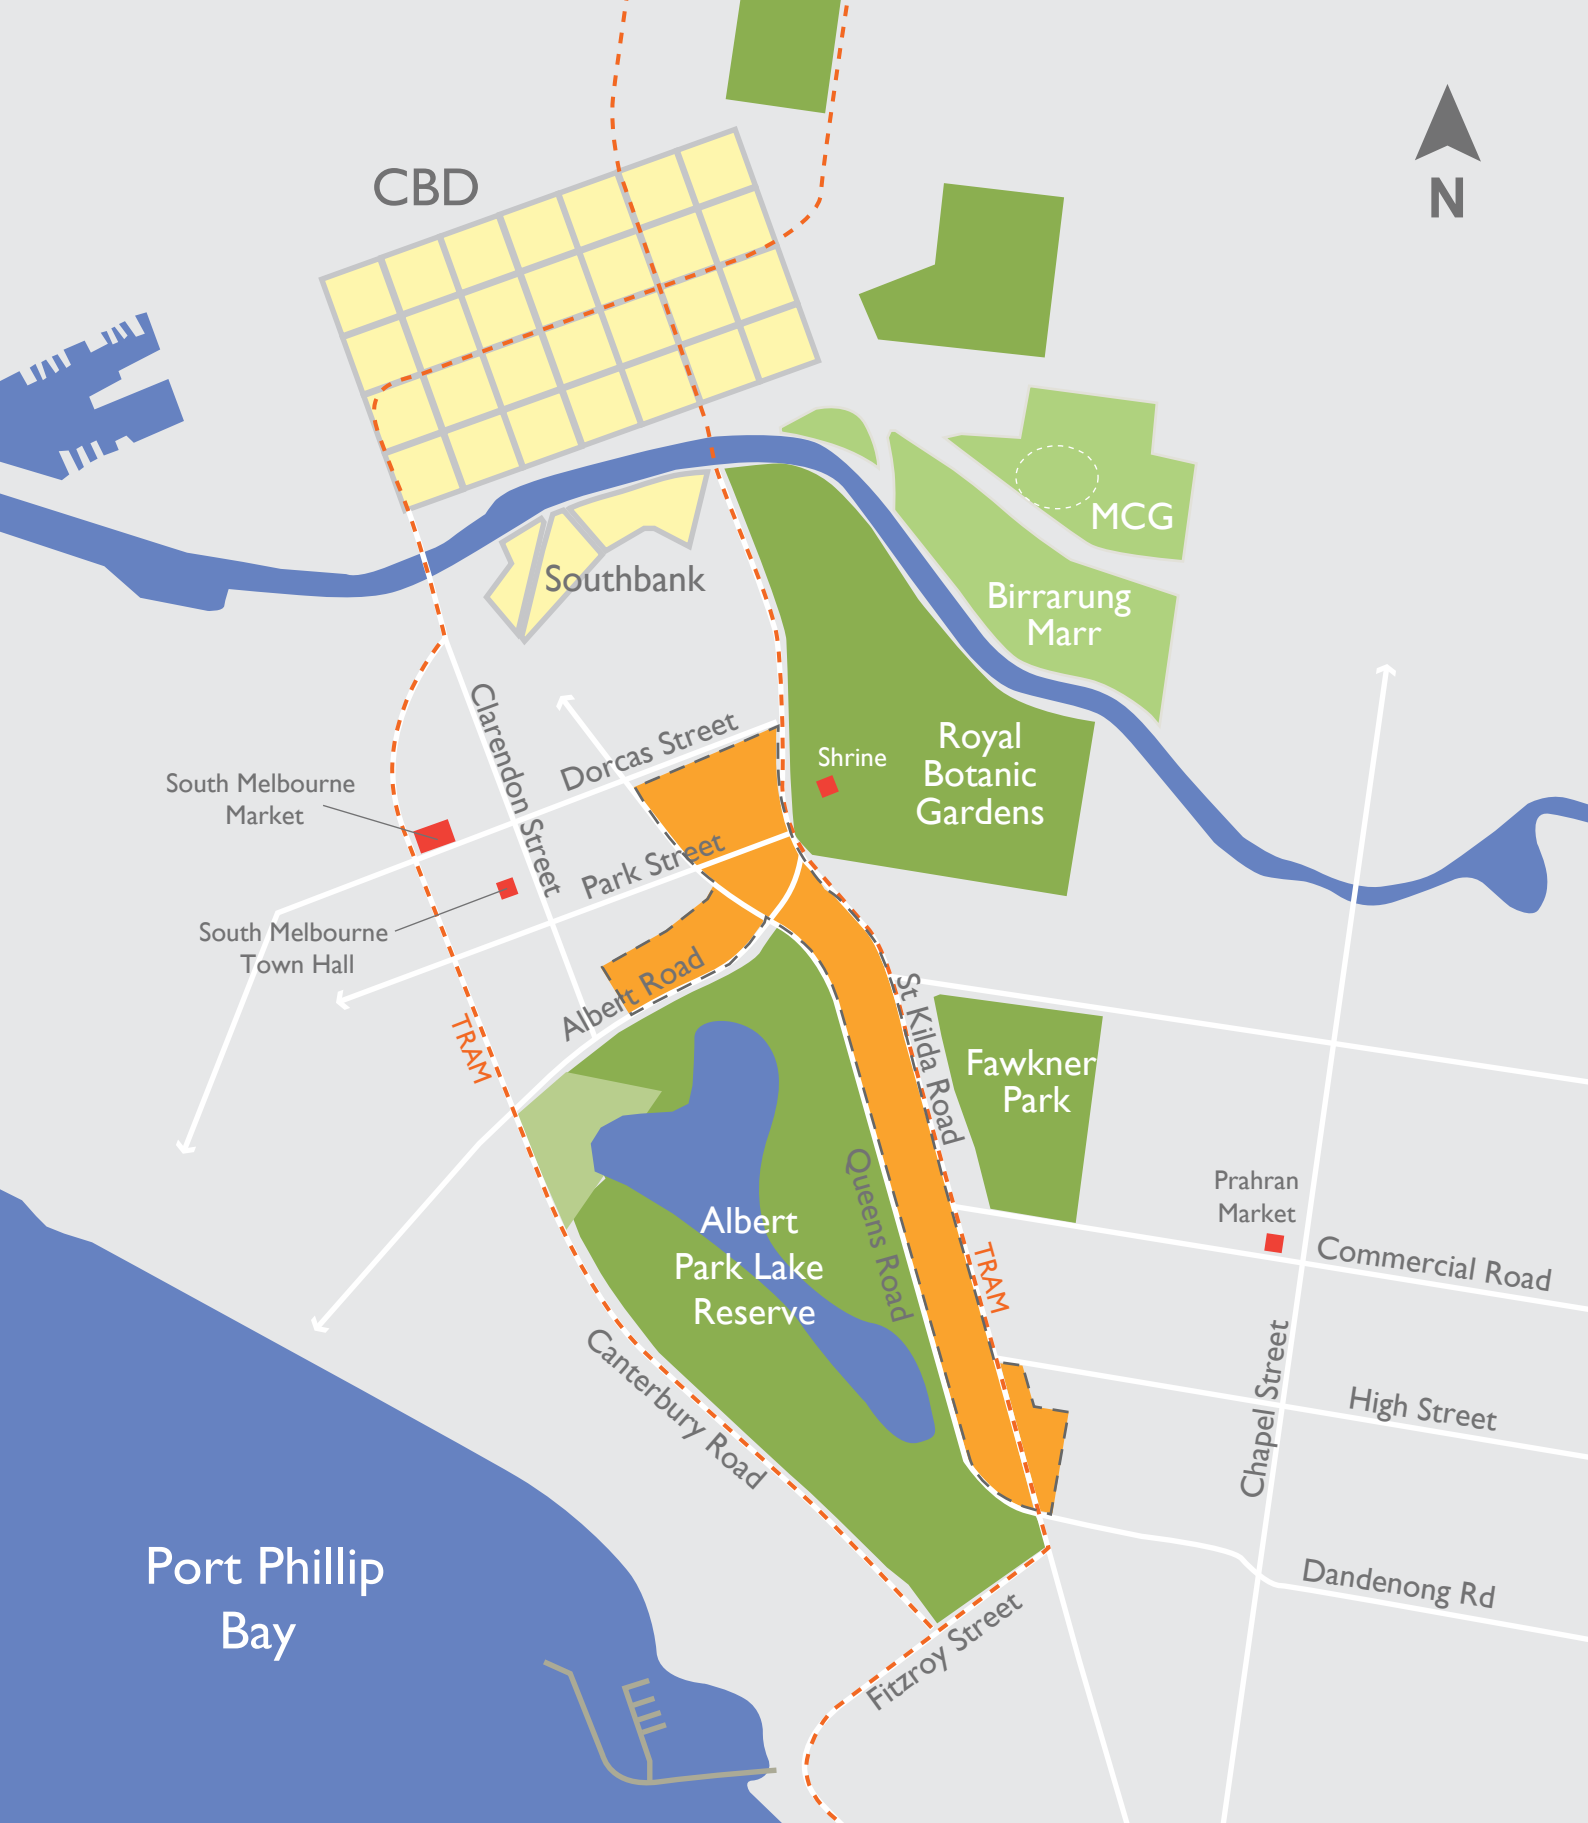 CBD
N
MCG
Southbank
Birrarung
Marr
Clarendon Street
Dorcas Street
Royal
Botanic
Gardens
Shrine
South Melbourne
Market
Park Street
South Melbourne
Town Hall
Albert Road
St Kilda Road
TRAM
Fawkner
Park
Queens Road
Prahran
Market
Albert
Park Lake
Reserve
TRAM
Commercial Road
Canterbury Road
Chapel Street
High Street
Port Phillip
Bay
Dandenong Rd
Fitzroy Street